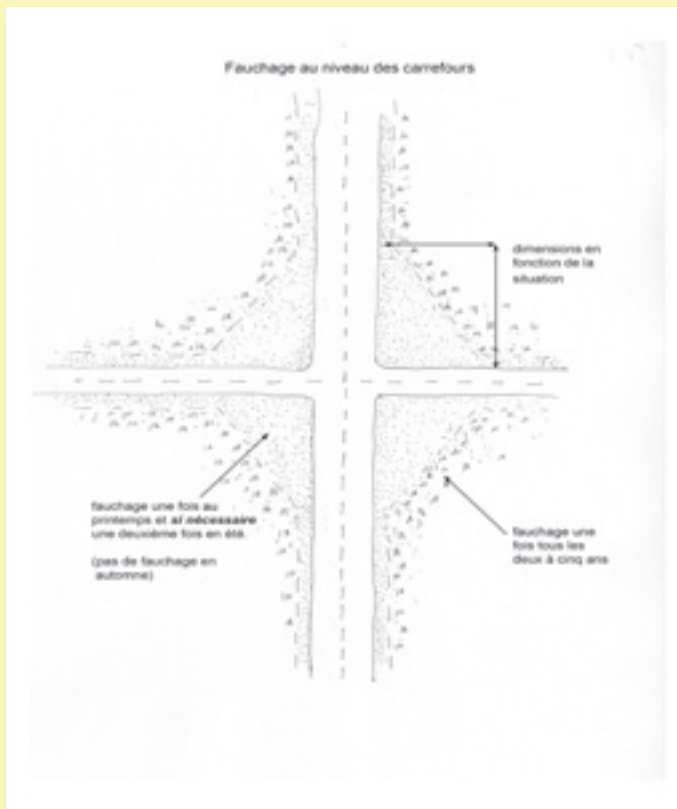 Fauchage au niveau des carrefours
dimensions en
fonction de la
situation
fauchage une fois au
printemps et si nécessaire
une deuxième fois en été.
(pas de fauchage en
automne)
fauchage une
fois tous les
deux à cinq ans